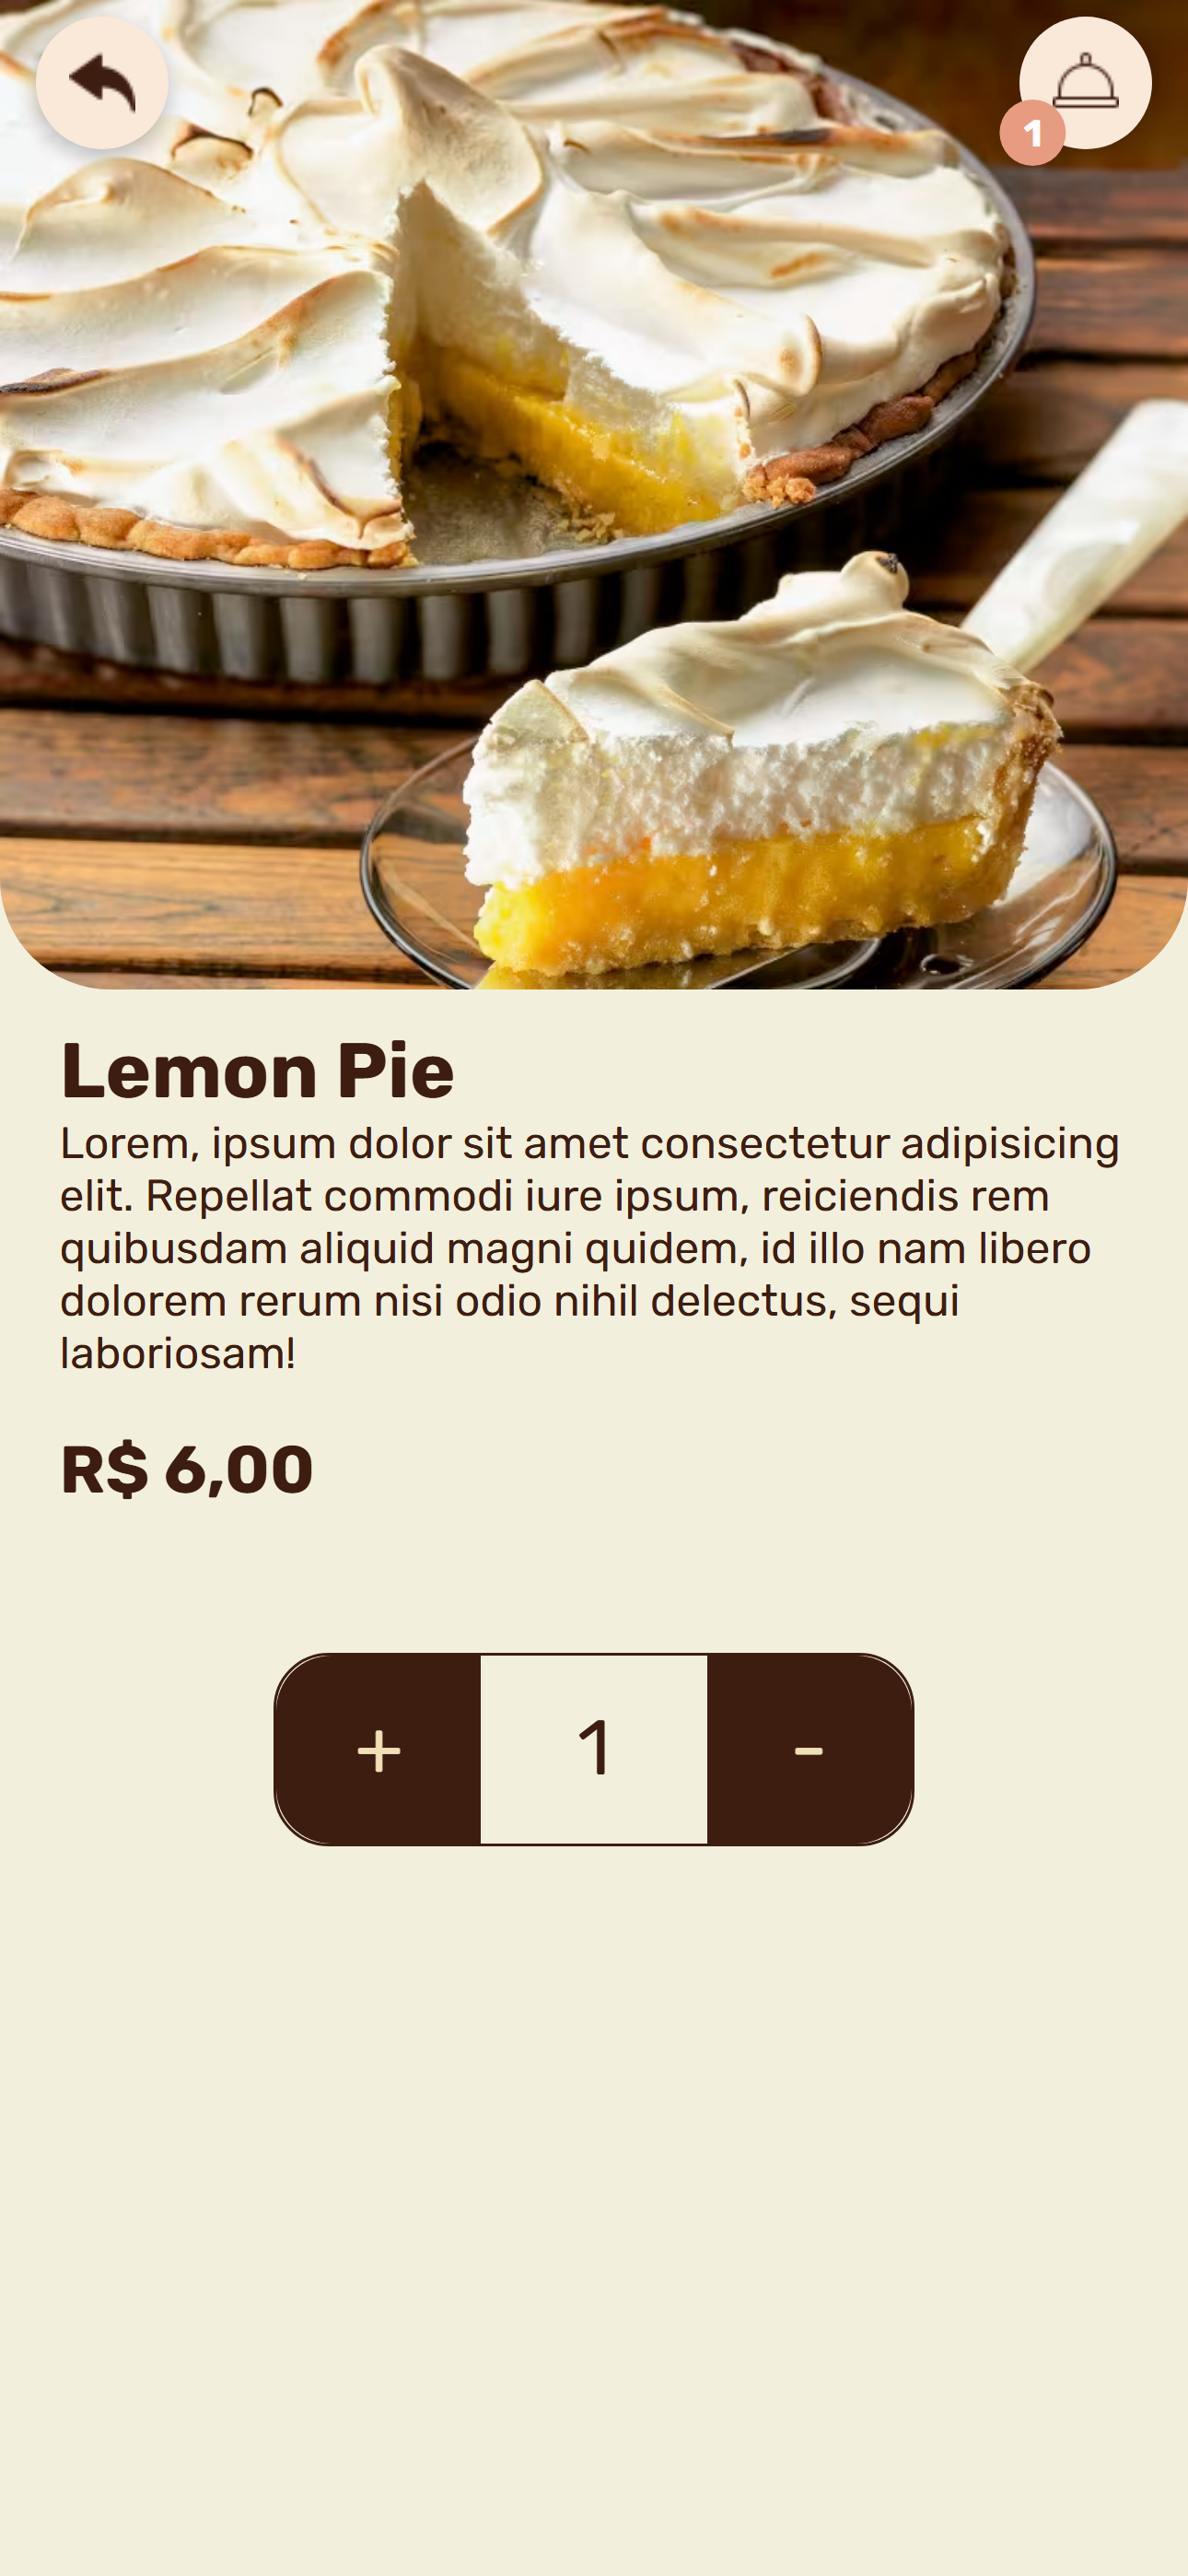 1
Lemon Pie
Lorem, ipsum dolor sit amet consectetur adipisicing
elit. Repellat commodi iure ipsum, reiciendis rem
quibusdam aliquid magni quidem, id illo nam libero
dolorem rerum nisi odio nihil delectus, sequi
laboriosam!
R$ 6,00
+ 1 -